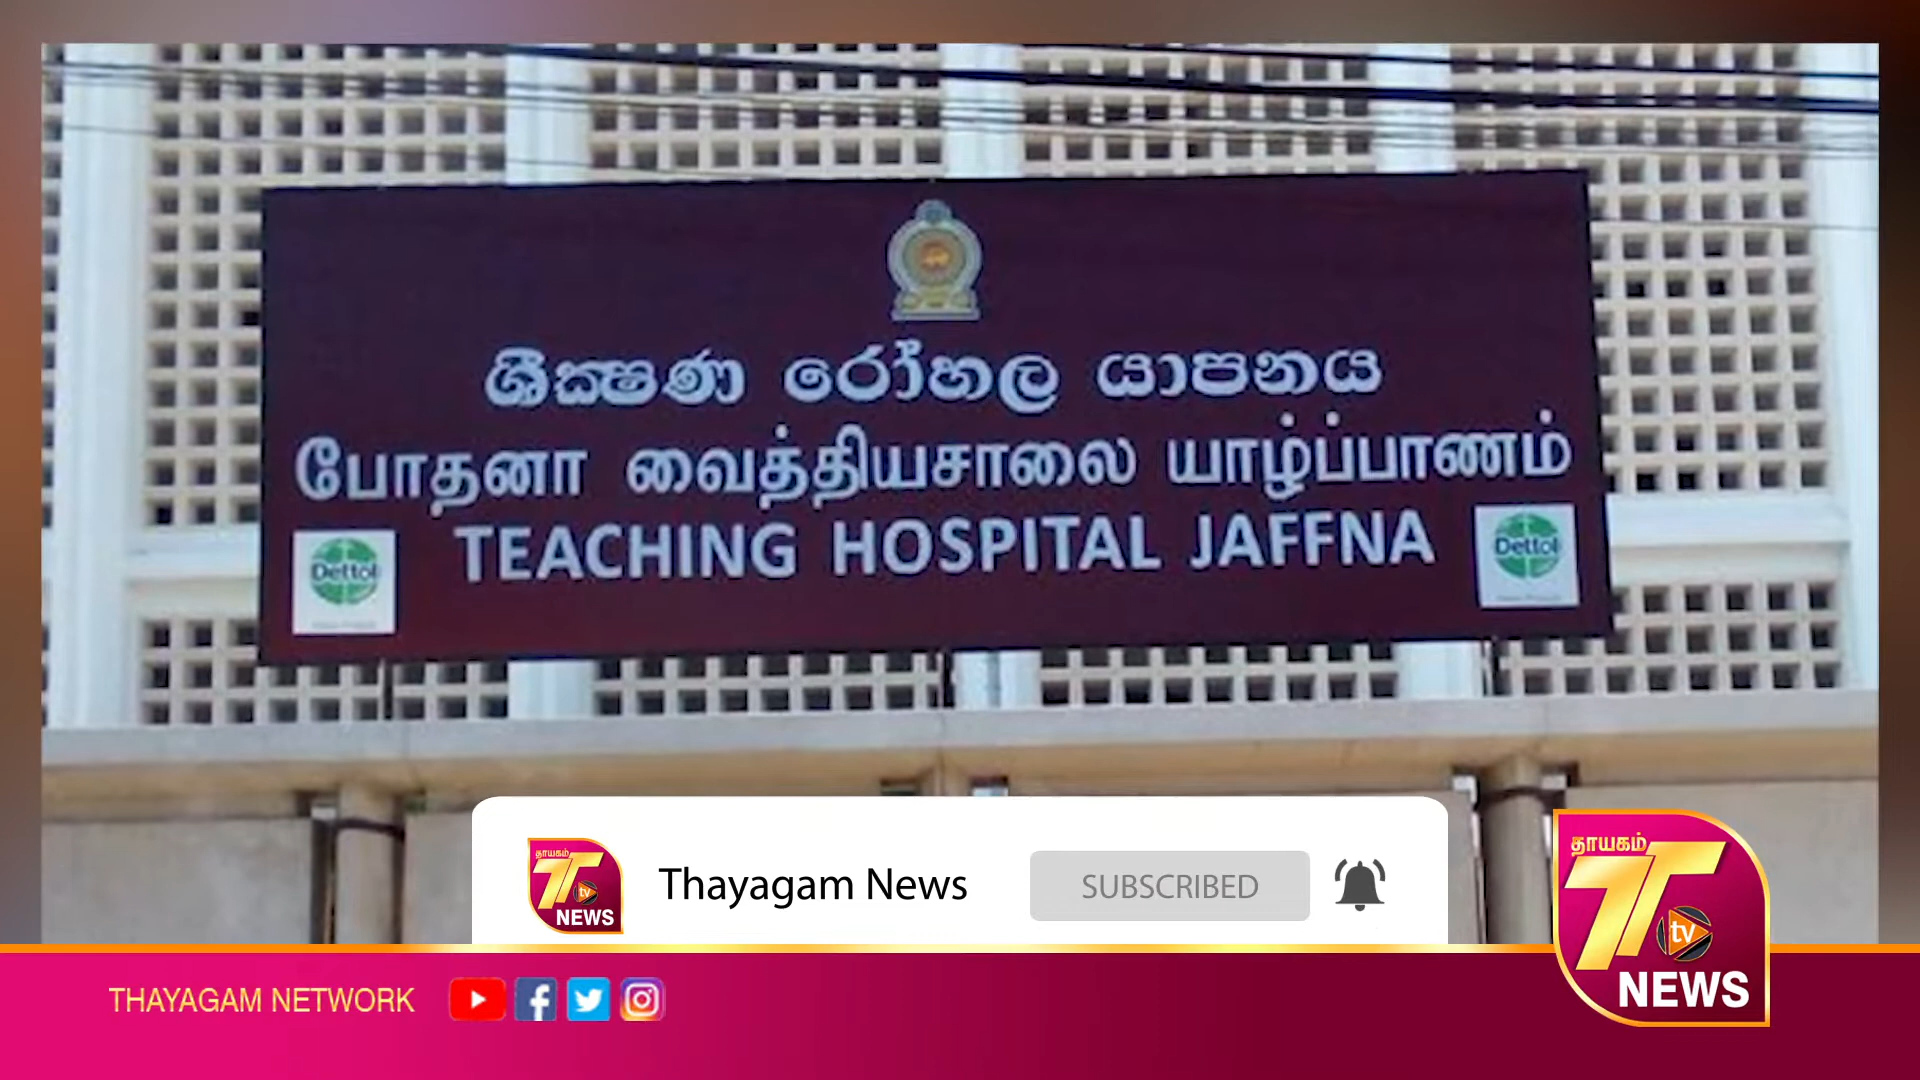 ශික්ෂණ රෝහල යාපනය
போதனா வைத்தியசாலை யாழ்ப்பாணம்
TEACHING HOSPITAL JAFFNA
Dettol
Dettol
தாயகம்
tv
NEWS
Thayagam News
SUBSCRIBED
தாயகம்
tv
NEWS
THAYAGAM NETWORK